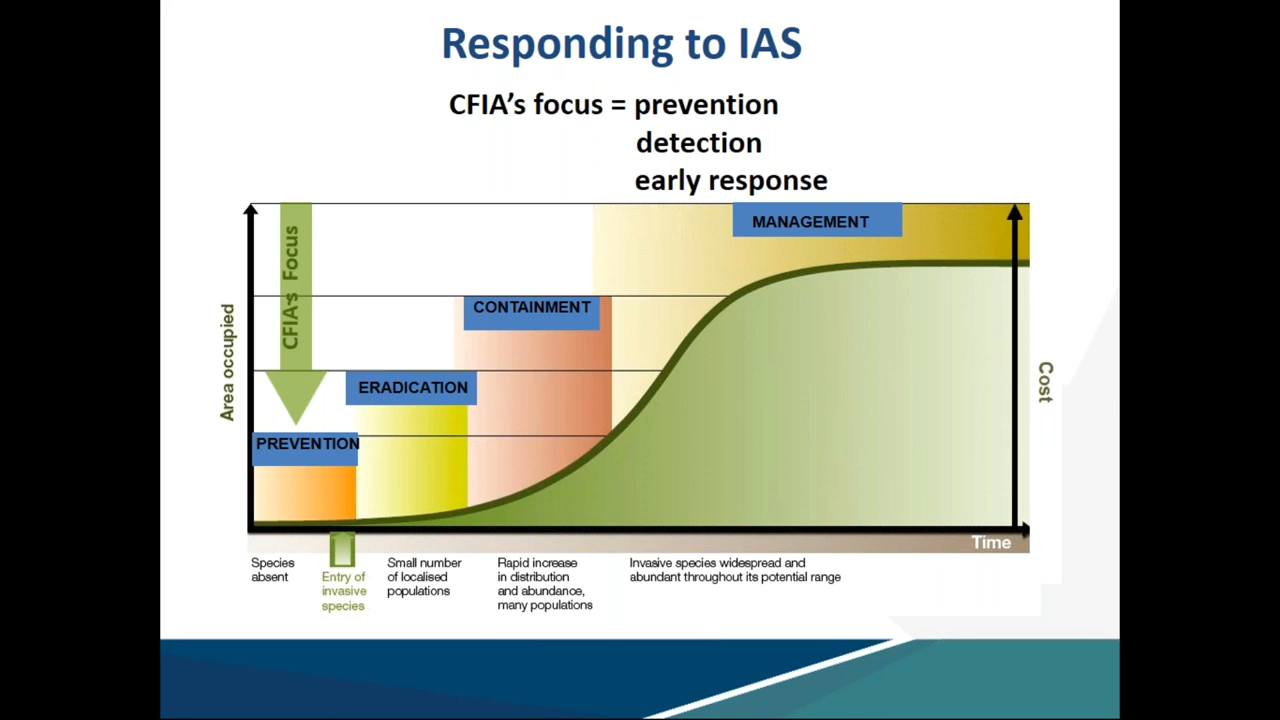 Responding to IAS
CFIA's focus = prevention
detection
early response
MANAGEMENT
CONTAINMENT
ERADICATION
PREVENTION
CFIA's Focus
Area occupied
Cost
Time
Species
absent
Entry of
invasive
species
Small number
of localised
populations
Rapid increase
in distribution
and abundance,
many populations
Invasive species widespread and
abundant throughout its potential range